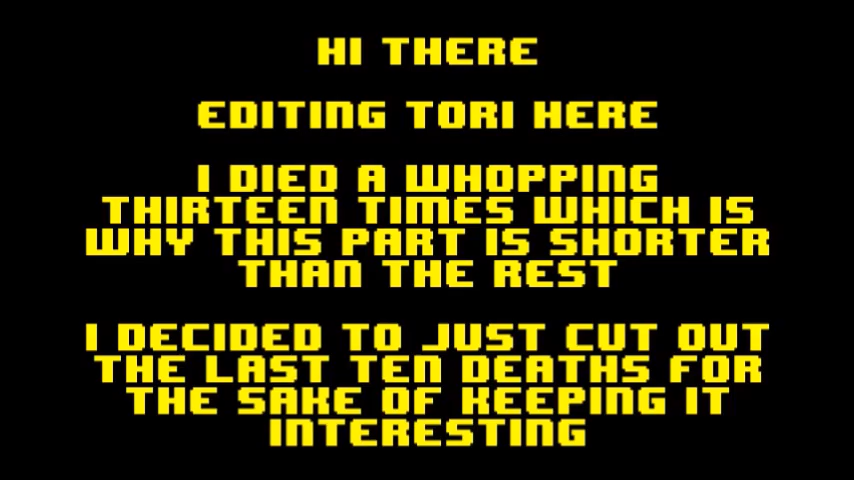 HI THERE
EDITING TORI HERE
I DIED A WHOPPING
THIRTEEN TIMES WHICH IS
WHY THIS PART IS SHORTER
THAN THE REST
I DECIDED TO JUST CUT OUT
THE LAST TEN DEATHS FOR
THE SAKE OF KEEPING IT
INTERESTING